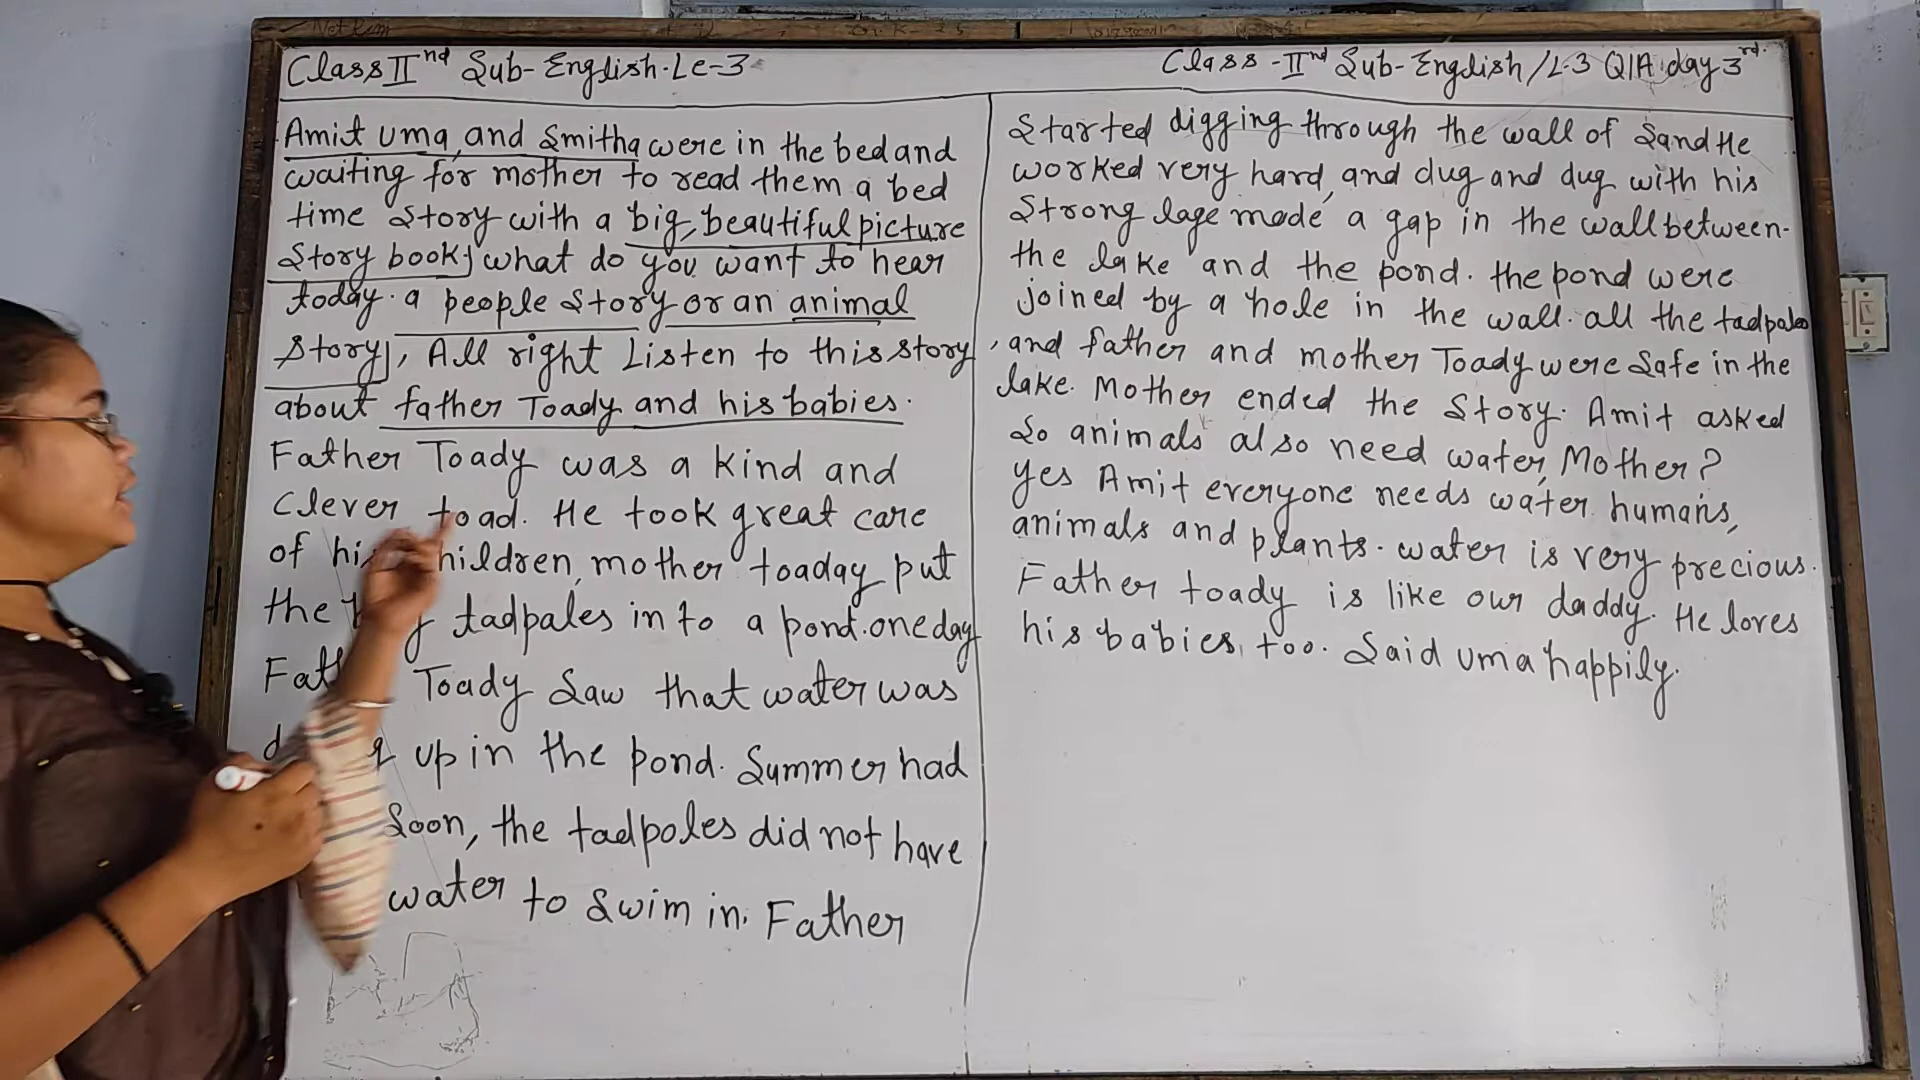 Class IInd Sub- English. Le-3
Amit uma, and Smitha were in the bed and
waiting for mother to read them a bed
time Story with a big, beautiful picture
Story book, what do you want to hear
today. a people Story or an animal
Story, All right Listen to this story
about father Toady and his babies.
Father Toady was a kind and
Clever toad. He took great care
of his children, mother toaday put
the tadpales in to a pond. one day
Toady Saw that water was
up in the pond. Summer had
Soon, the tadpoles did not have
water to Swim in. Father
Class - IInd Sub- English/L-3 Q/A day 3rd.
Started digging through the wall of Sand He
worked very hard, and dug and dug with his
Strong lage made a gap in the wall between-
the lake and the pond. the pond were
joined by a hole in the wall. all the tadpoles
, and father and mother Toady were Safe in the
lake. Mother ended the Story. Amit asked
So animals also need water, Mother?
yes Amit everyone needs water. humans,
animals and plants. water is very precious.
Father toady is like our daddy. He loves
his babies, too. Said uma happily.